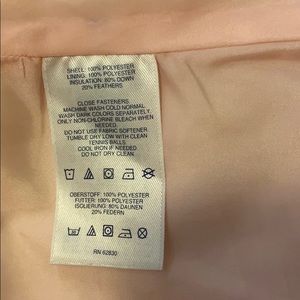 SHELL: 100% POLYESTER
LINING: 100% POLYESTER
INSULATION: 80% DOWN
20% FEATHERS
CLOSE FASTENERS.
MACHINE WASH COLD NORMAL.
WASH DARK COLORS SEPARATELY.
ONLY NON-CHLORINE BLEACH WHEN
NEEDED.
DO NOT USE FABRIC SOFTENER.
TUMBLE DRY LOW WITH CLEAN
TENNIS BALLS
COOL IRON IF NEEDED
DO NOT DRY CLEAN.
OBERSTOFF: 100% POLYESTER
FUTTER: 100% POLYESTER
ISOLIERUNG: 80% DAUNEN
20% FEDERN
RN 62830